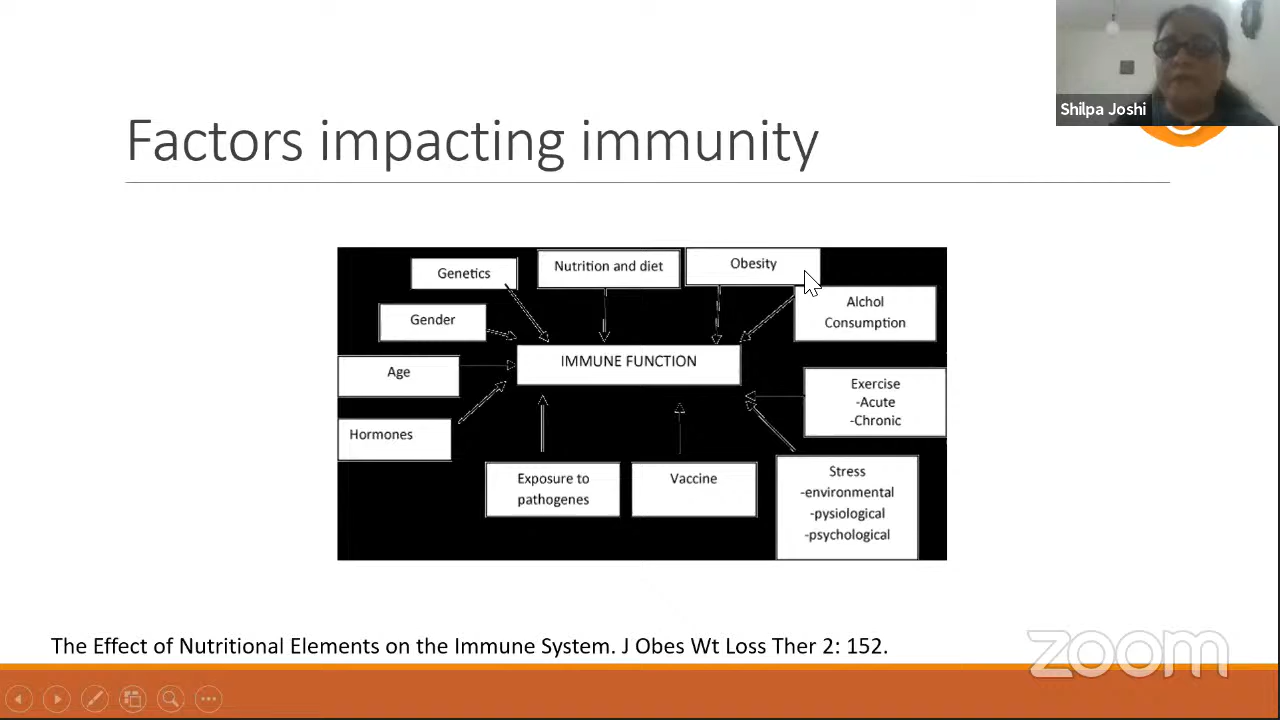 Shilpa Joshi
Factors impacting immunity
Genetics
Nutrition and diet
Obesity
Gender
Alchol
Consumption
IMMUNE FUNCTION
Age
Exercise
-Acute
-Chronic
Hormones
Exposure to
pathogenes
Vaccine
Stress
-environmental
-pysiological
-psychological
The Effect of Nutritional Elements on the Immune System. J Obes Wt Loss Ther 2: 152.
zoom